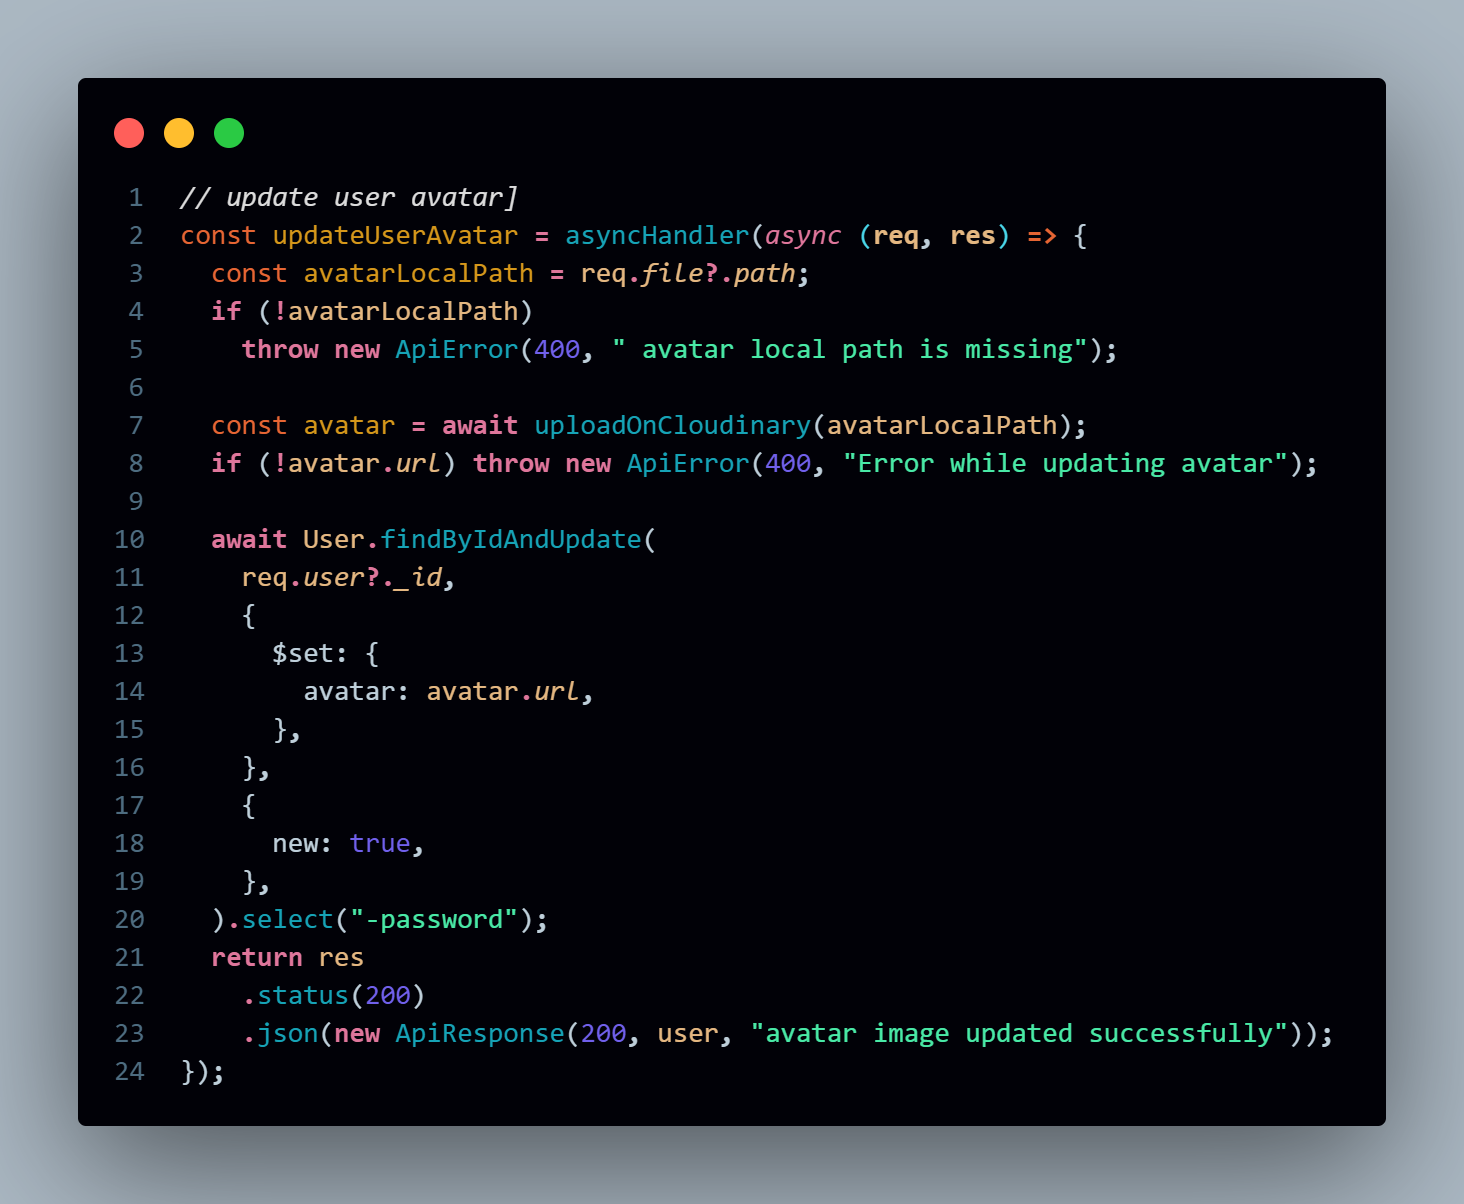 1 // update user avatar]
2 const updateUserAvatar = asyncHandler(async (req, res) => {
3   const avatarLocalPath = req.file?.path;
4   if (!avatarLocalPath)
5     throw new ApiError(400, " avatar local path is missing");
6
7   const avatar = await uploadOnCloudinary(avatarLocalPath);
8   if (!avatar.url) throw new ApiError(400, "Error while updating avatar");
9
10   await User.findByIdAndUpdate(
11     req.user?._id,
12     {
13       $set: {
14         avatar: avatar.url,
15       },
16     },
17     {
18       new: true,
19     },
20   ).select("-password");
21   return res
22     .status(200)
23     .json(new ApiResponse(200, user, "avatar image updated successfully"));
24 });